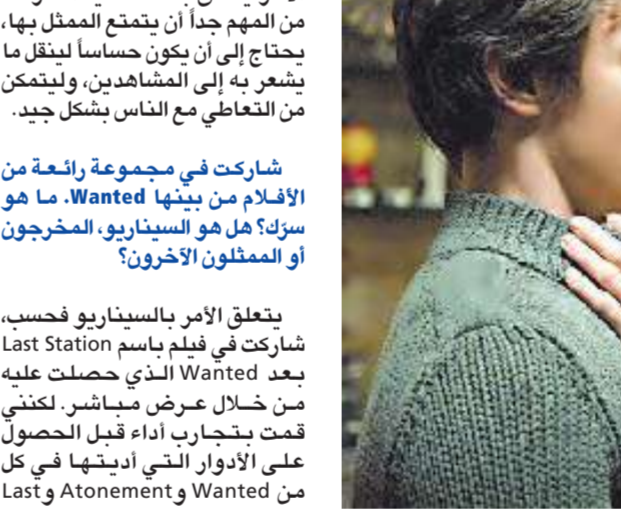 من المهم جداً أن يتمتع الممثل بها،
يحتاج إلى أن يكون حساساً لينقل ما
يشعر به إلى المشاهدين، وليتمكن
من التعاطي مع الناس بشكل جيد.
شاركت في مجموعة رائعة من
الأفلام من بينها Wanted. ما هو
سرّك؟ هل هو السيناريو، المخرجون
أو الممثلون الآخرون؟
يتعلق الأمر بالسيناريو فحسب،
شاركت في فيلم باسم Last Station
بعد Wanted الذي حصلت عليه
من خلال عرض مباشر. لكنني
قمت بتجارب أداء قبل الحصول
على الأدوار التي أديتها في كل
من Wanted وAtonement وLast